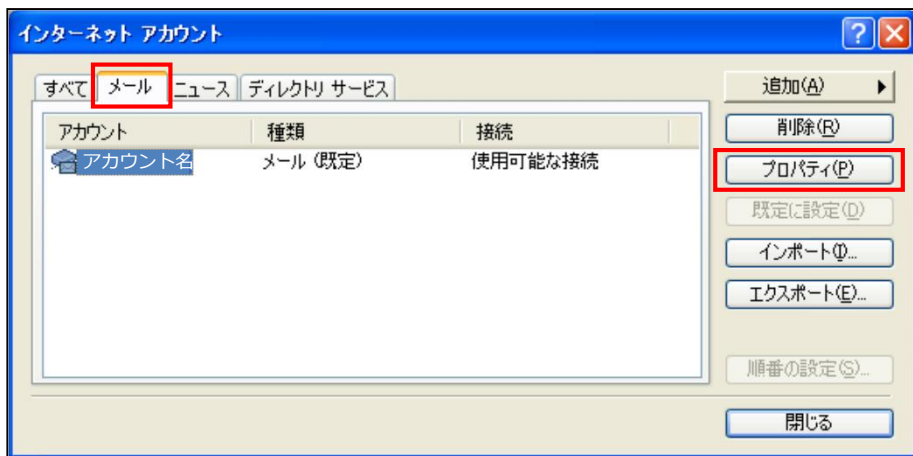 インターネット アカウント
すべて メール ニュース ディレクトリ サービス
アカウント 種類 接続
アカウント名 メール (既定) 使用可能な接続
追加(A)
削除(R)
プロパティ(P)
既定に設定(D)
インポート(I)...
エクスポート(E)...
順番の設定(S)...
閉じる